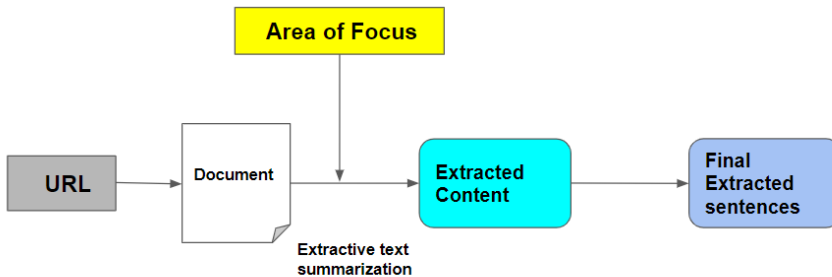 Area of Focus
URL
Document
Extracted
Content
Final
Extracted
sentences
Extractive text
summarization